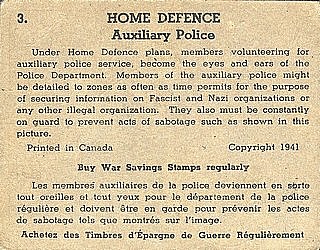 3.
HOME DEFENCE
Auxiliary Police
Under Home Defence plans, members volunteering for
auxiliary police service, become the eyes and ears of the
Police Department. Members of the auxiliary police might
be detailed to zones as often as time permits for the purpose
of securing information on Fascist and Nazi organizations or
any other illegal organization. They also must be constantly
on guard to prevent acts of sabotage such as shown in this
picture.
Printed in Canada Copyright 1941
Buy War Savings Stamps regularly
Les membres auxiliaires de la police deviennent en sorte
tout oreilles et tout yeux pour le département de la police
régulière et doivent être en garde pour prévenir les actes
de sabotage tels que montrés sur l'image.
Achetez des Timbres d'Épargne de Guerre Régulièrement